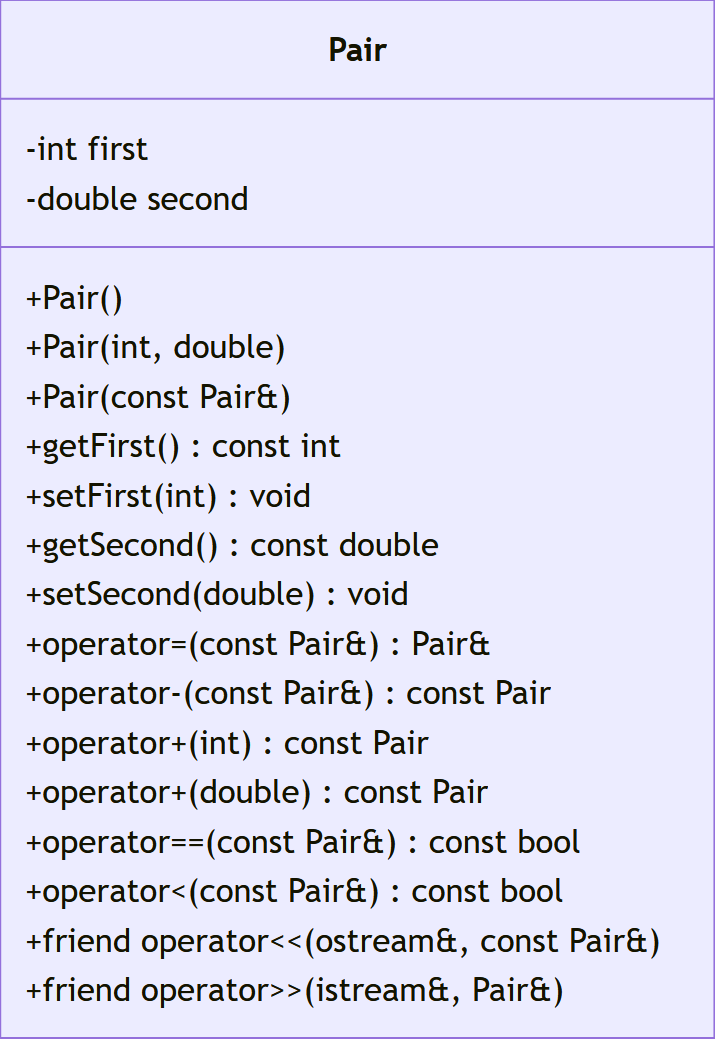 Pair
-int first
-double second
+Pair()
+Pair(int, double)
+Pair(const Pair&)
+getFirst() : const int
+setFirst(int) : void
+getSecond() : const double
+setSecond(double) : void
+operator=(const Pair&) : Pair&
+operator-(const Pair&) : const Pair
+operator+(int) : const Pair
+operator+(double) : const Pair
+operator==(const Pair&) : const bool
+operator<(const Pair&) : const bool
+friend operator<<(ostream&, const Pair&)
+friend operator>>(istream&, Pair&)